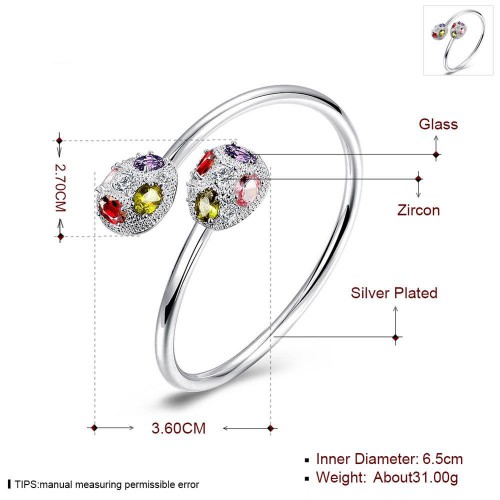 Glass
2.70CM
Zircon
Silver Plated
3.60CM
▪ Inner Diameter: 6.5cm
▪ Weight: About31.00g
TIPS:manual measuring permissible error